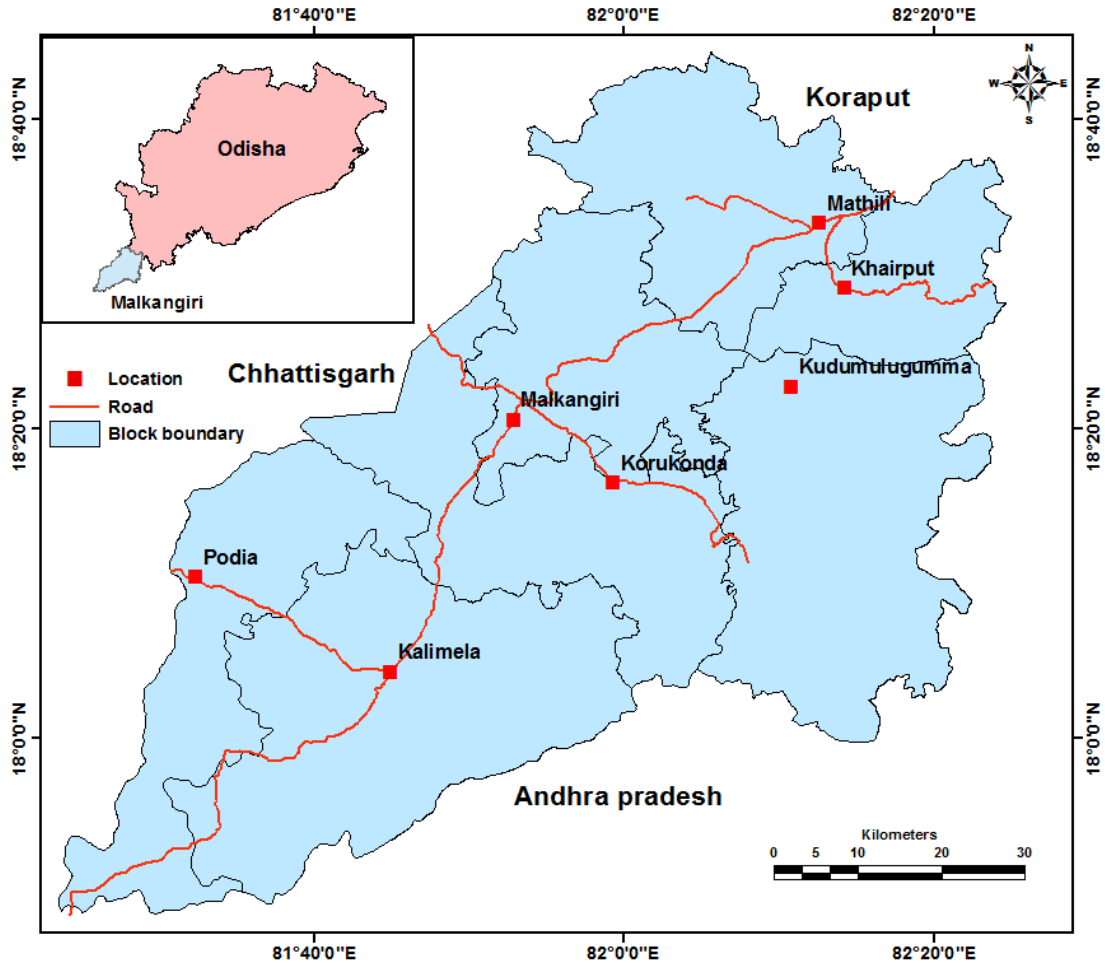 81°40'0"E 82°0'0"E 82°20'0"E
N
W E
S
Koraput
18°40'0"N 18°40'0"N
Odisha
Malkangiri
Mathili
Khairput
Kudumulugumma
Chhattisgarh
Location
Road
Block boundary
Malkangiri
18°20'0"N 18°20'0"N
Korukonda
Podia
Kalimela
18°0'0"N 18°0'0"N
Andhra pradesh
Kilometers
0 5 10 20 30
81°40'0"E 82°0'0"E 82°20'0"E